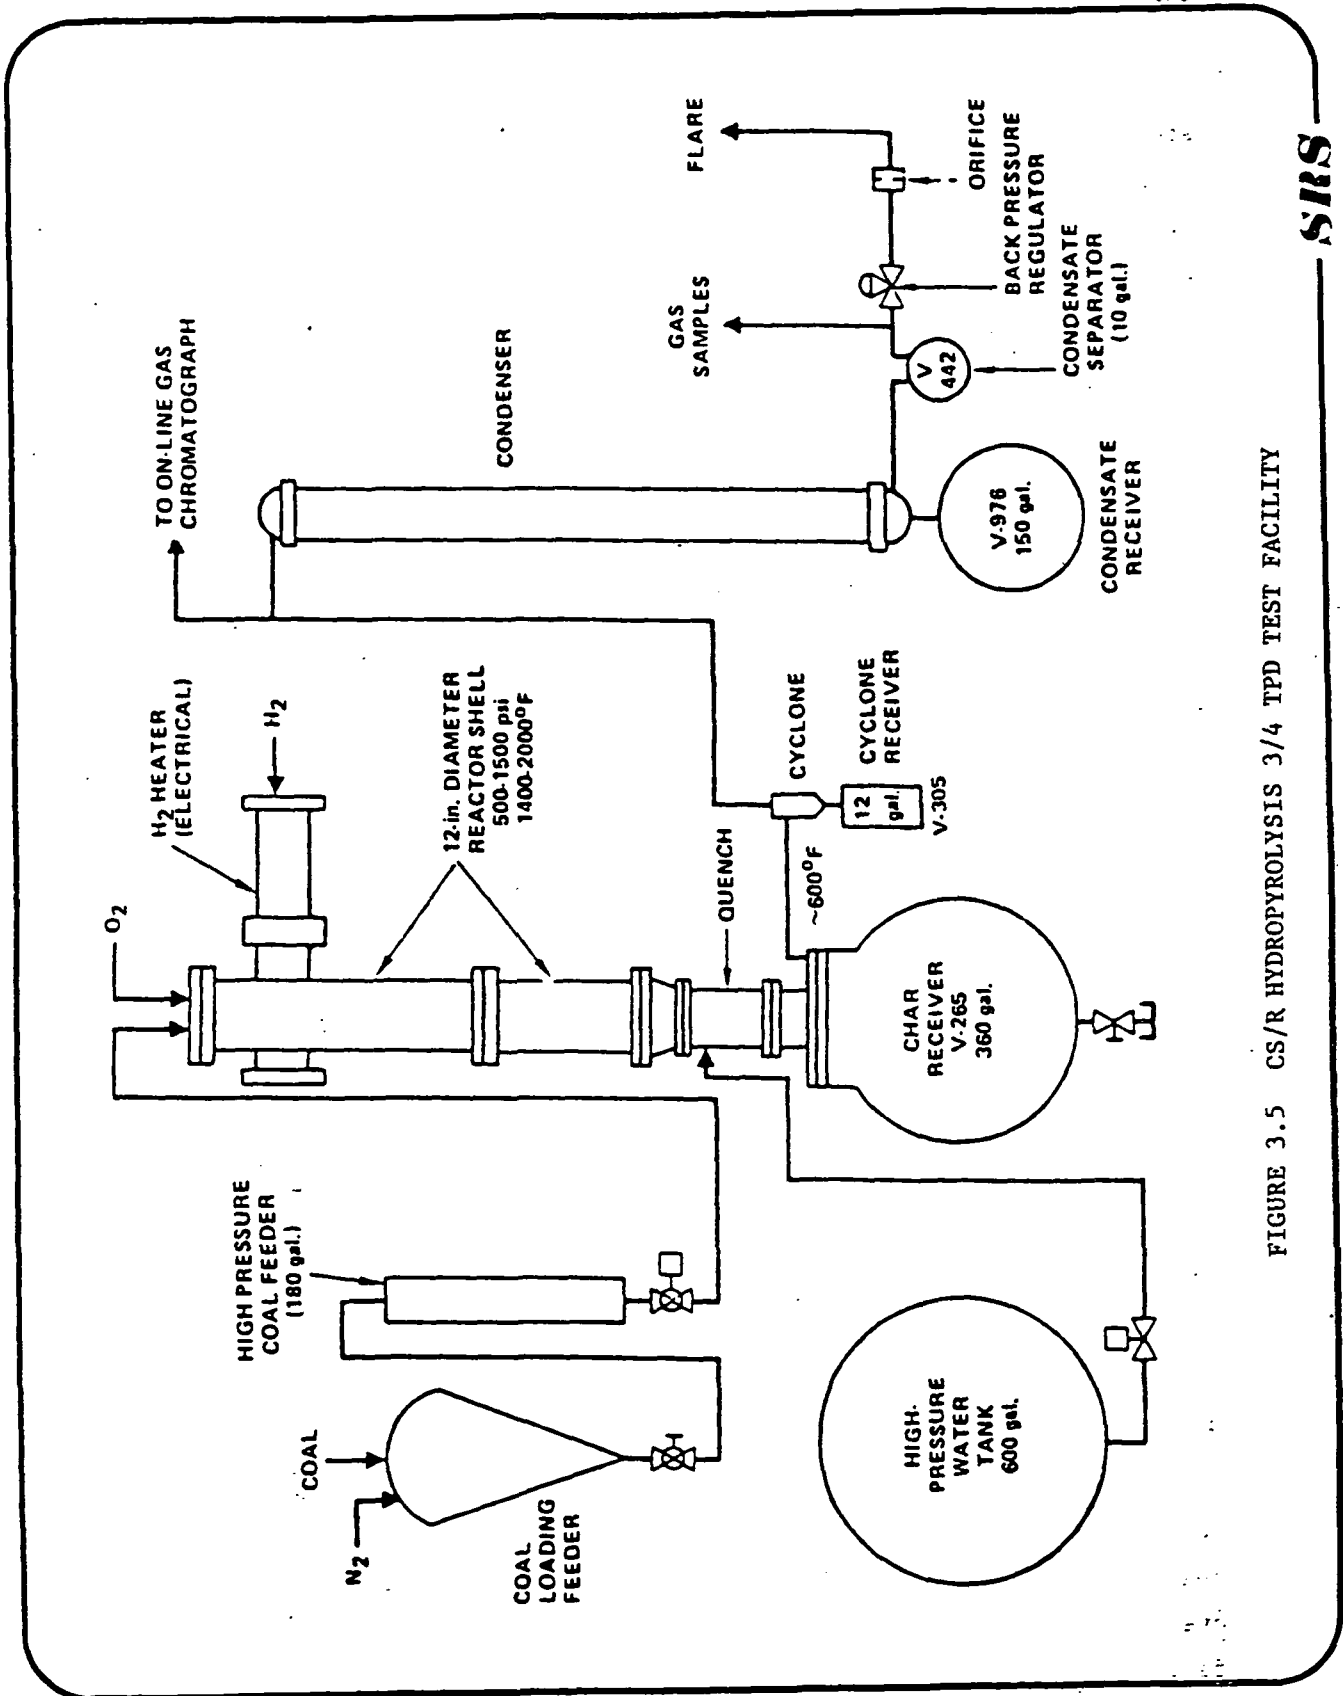 N2
COAL
COAL
LOADING
FEEDER
HIGH PRESSURE
COAL FEEDER
(180 gal.)
HIGH-
PRESSURE
WATER
TANK
600 gal.
O2
H2 HEATER
(ELECTRICAL)
H2
12-in. DIAMETER
REACTOR SHELL
500-1500 psi
1400-2000°F
QUENCH
~600°F
CHAR
RECEIVER
V-265
360 gal.
CYCLONE
12
gal.
CYCLONE
RECEIVER
V-305
TO ON-LINE GAS
CHROMATOGRAPH
CONDENSER
V-976
150 gal.
CONDENSATE
RECEIVER
GAS
SAMPLES
FLARE
V
442
CONDENSATE
SEPARATOR
(10 gal.)
BACK PRESSURE
REGULATOR
ORIFICE
FIGURE 3.5 CS/R HYDROPYROLYSIS 3/4 TPD TEST FACILITY
SRS